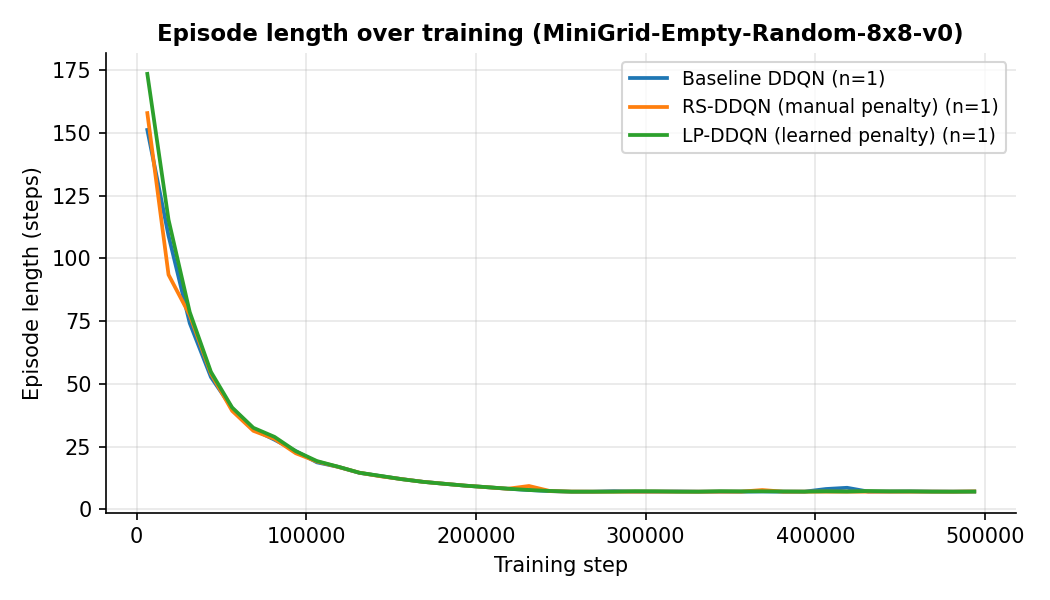 Episode length over training (MiniGrid-Empty-Random-8x8-v0)
Baseline DDQN (n=1)
RS-DDQN (manual penalty) (n=1)
LP-DDQN (learned penalty) (n=1)
Episode length (steps)
175
150
125
100
75
50
25
0
0 100000 200000 300000 400000 500000
Training step